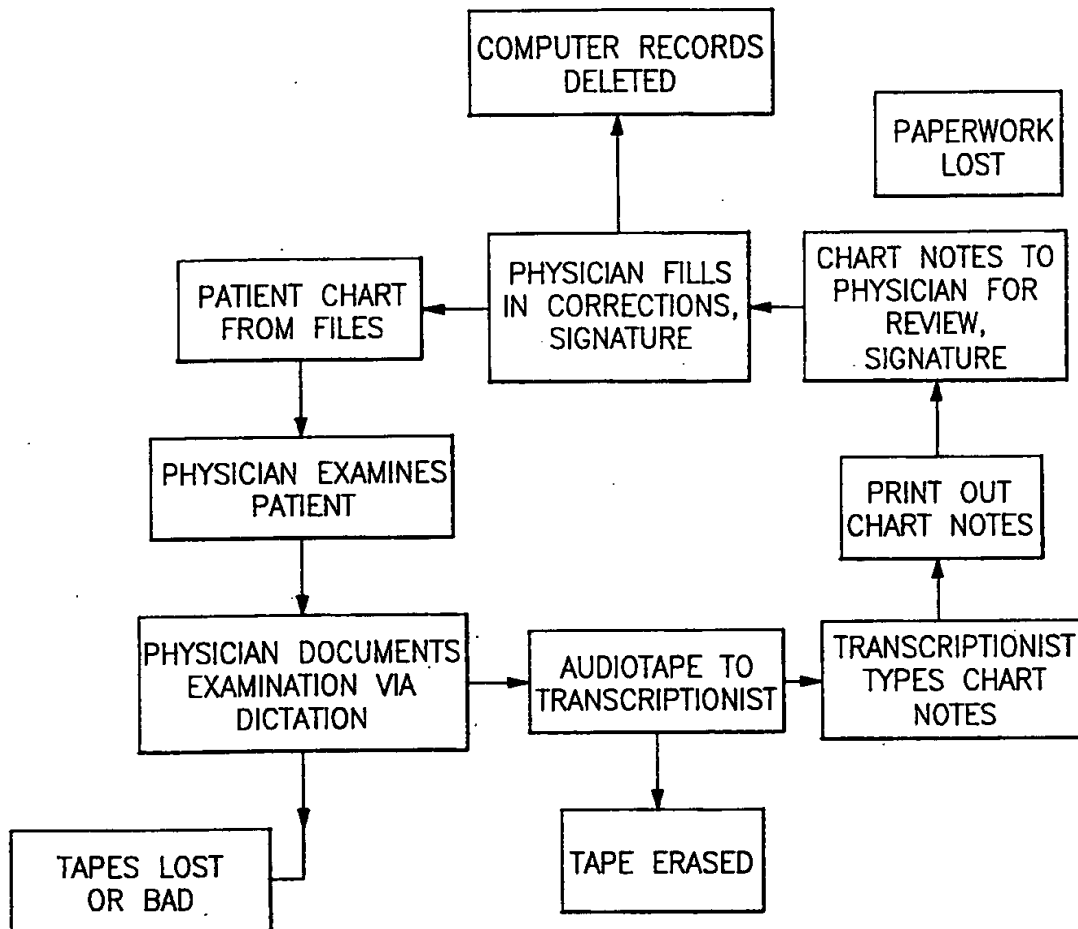 COMPUTER RECORDS
DELETED
PAPERWORK
LOST
PATIENT CHART
FROM FILES
PHYSICIAN FILLS
IN CORRECTIONS,
SIGNATURE
CHART NOTES TO
PHYSICIAN FOR
REVIEW,
SIGNATURE
PHYSICIAN EXAMINES
PATIENT
PRINT OUT
CHART NOTES
PHYSICIAN DOCUMENTS
EXAMINATION VIA
DICTATION
AUDIOTAPE TO
TRANSCRIPTIONIST
TRANSCRIPTIONIST
TYPES CHART
NOTES
TAPES LOST
OR BAD
TAPE ERASED